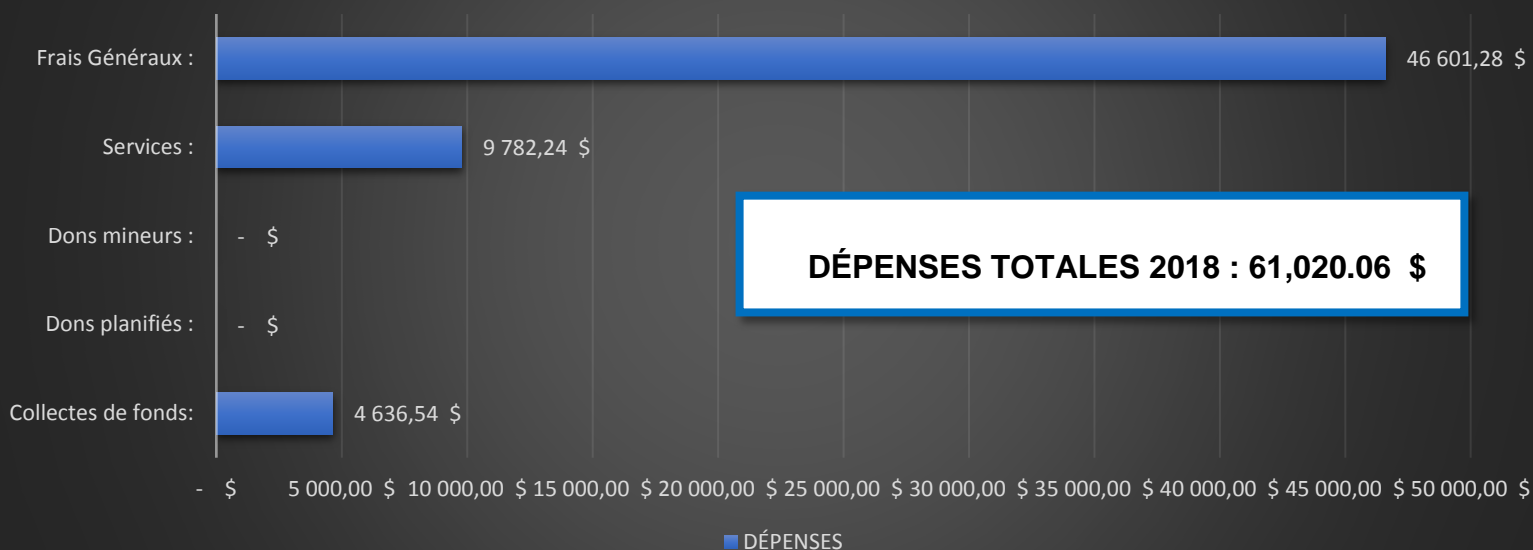 Frais Généraux :
46 601,28 $
Services :
9 782,24 $
Dons mineurs :
- $
DÉPENSES TOTALES 2018 : 61,020.06 $
Dons planifiés :
- $
Collectes de fonds:
4 636,54 $
- $ 5 000,00 $ 10 000,00 $ 15 000,00 $ 20 000,00 $ 25 000,00 $ 30 000,00 $ 35 000,00 $ 40 000,00 $ 45 000,00 $ 50 000,00 $
DÉPENSES